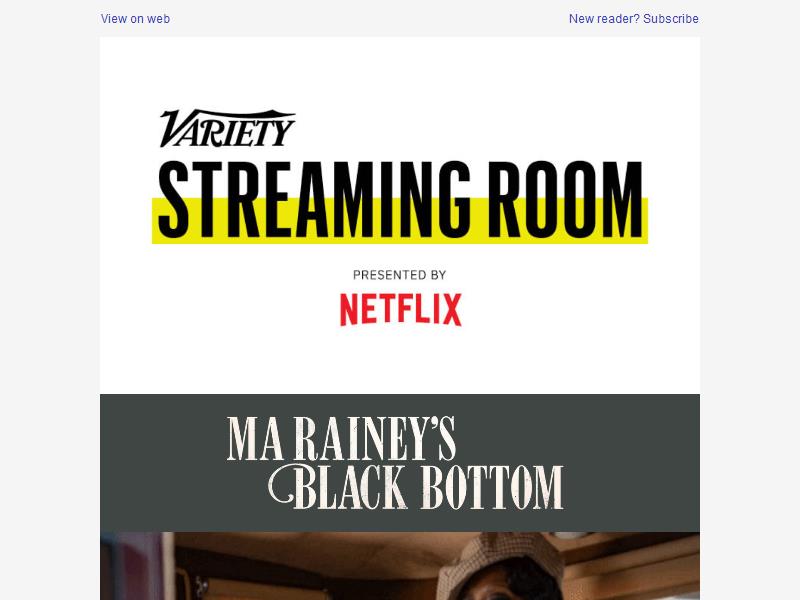 View on web
New reader? Subscribe
VARIETY
STREAMING ROOM
PRESENTED BY
NETFLIX
MA RAINEY'S
BLACK BOTTOM